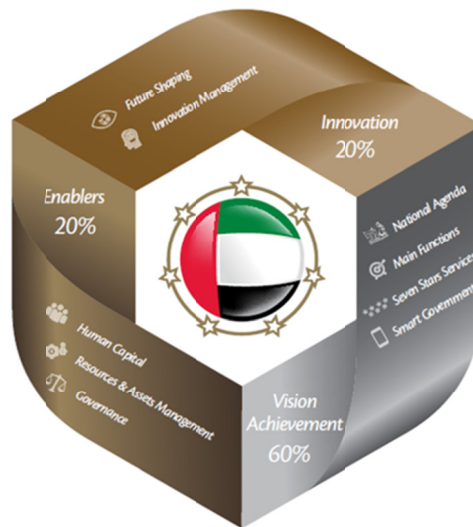 Future Shaping
Innovation Management
Innovation
20%
Enablers
20%
National Agenda
Main Functions
Seven Stars Services
Smart Government
Human Capital
Resources & Assets Management
Governance
Vision
Achievement
60%